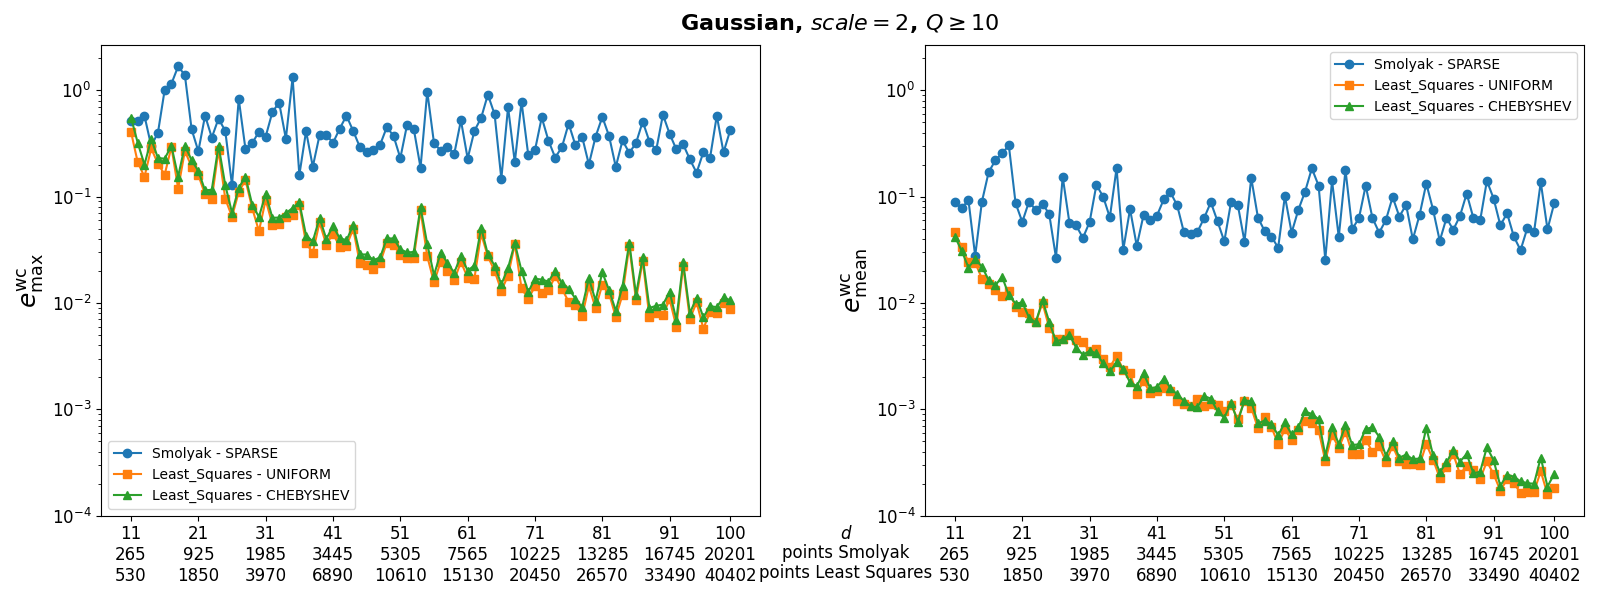 Gaussian, scale = 2, Q ≥ 10
e^wc_max
10^0
10^−1
10^−2
10^−3
10^−4
Smolyak - SPARSE
Least_Squares - UNIFORM
Least_Squares - CHEBYSHEV
11 21 31 41 51 61 71 81 91 100
265 925 1985 3445 5305 7565 10225 13285 16745 20201
530 1850 3970 6890 10610 15130 20450 26570 33490 40402
d
points Smolyak
points Least Squares
e^wc_mean
10^0
10^−1
10^−2
10^−3
10^−4
Smolyak - SPARSE
Least_Squares - UNIFORM
Least_Squares - CHEBYSHEV
11 21 31 41 51 61 71 81 91 100
265 925 1985 3445 5305 7565 10225 13285 16745 20201
530 1850 3970 6890 10610 15130 20450 26570 33490 40402